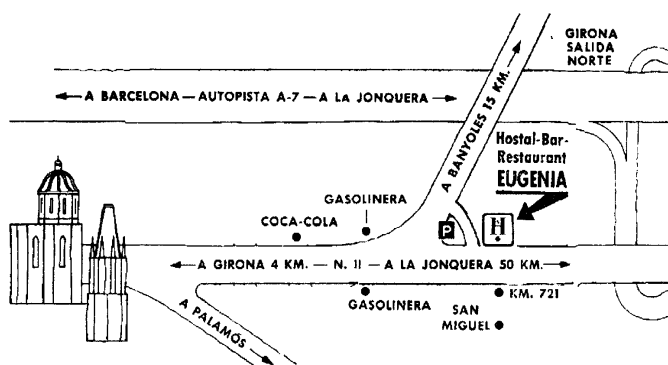 GIRONA
SALIDA
NORTE
A BARCELONA — AUTOPISTA A-7 — A LA JONQUERA
A BANYOLES 15 KM.
Hostal-Bar-
Restaurant
EUGENIA
GASOLINERA
COCA-COLA
P
H
A GIRONA 4 KM. — N. II — A LA JONQUERA 50 KM.
GASOLINERA
KM. 721
SAN
MIGUEL
A PALAMÓS